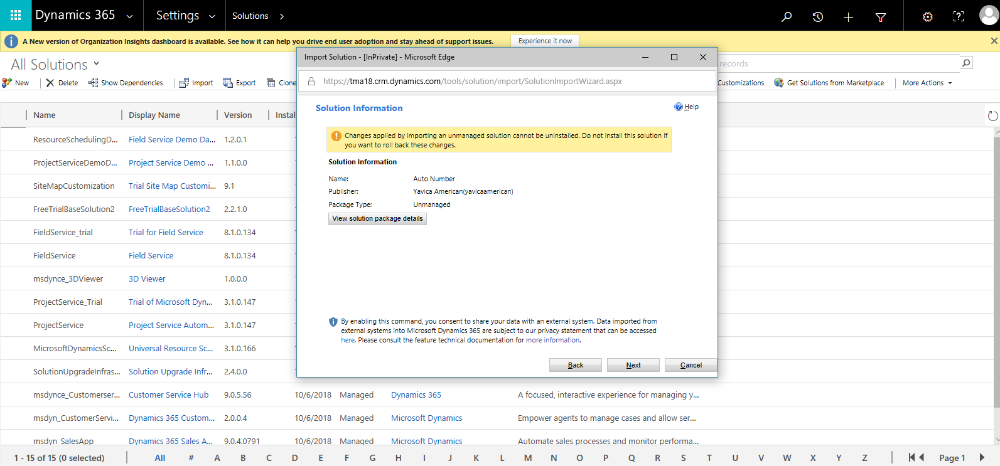 Dynamics 365
Settings
Solutions
A New version of Organization Insights dashboard is available. See how it can help you drive end user adoption and stay ahead of support issues.
Experience it now
All Solutions
records
New
Delete
Show Dependencies
Import
Export
Clone
Customizations
Get Solutions from Marketplace
More Actions
Name Display Name Version Instal
ResourceSchedulingD... Field Service Demo Da... 1.2.0.1
ProjectServiceDemoD... Project Service Demo ... 1.1.0.0
SiteMapCustomization Trial Site Map Customi... 9.1
FreeTrialBaseSolution2 FreeTrialBaseSolution2 2.2.1.0
FieldService_trial Trial for Field Service 8.1.0.134
FieldService Field Service 8.1.0.134
msdynce_3DViewer 3D Viewer 1.0.0.0
ProjectService_Trial Trial of Microsoft Dyn... 3.1.0.147
ProjectService Project Service Autom... 3.1.0.147
MicrosoftDynamicsSc... Universal Resource Sc... 3.1.0.166
SolutionUpgradeInfras... Solution Upgrade Infr... 2.4.0.0
msdynce_Customerser... Customer Service Hub 9.0.5.56 10/6/2018 Managed Dynamics 365 A focused, interactive experience for managing y...
msdyn_CustomerServi... Dynamics 365 Custom... 2.0.0.4 10/6/2018 Managed Microsoft Dynamics Empower agents to manage cases and allow ser...
msdyn_SalesApp Dynamics 365 Sales A... 9.0.4.0791 10/6/2018 Managed Microsoft Dynamics Automate sales processes and monitor performa...
1 - 15 of 15 (0 selected) All # A B C D E F G H I J K L M N O P Q R S T U V W X Y Z Page 1
Import Solution - [InPrivate] - Microsoft Edge
https://tma18.crm.dynamics.com/tools/solution/import/SolutionImportWizard.aspx
Solution Information
Help
Changes applied by importing an unmanaged solution cannot be uninstalled. Do not install this solution if
you want to roll back these changes.
Solution Information
Name: Auto Number
Publisher: Yavica American(yavicaamerican)
Package Type: Unmanaged
View solution package details
By enabling this command, you consent to share your data with an external system. Data imported from
external systems into Microsoft Dynamics 365 are subject to our privacy statement that can be accessed
here. Please consult the feature technical documentation for more information.
Back
Next
Cancel